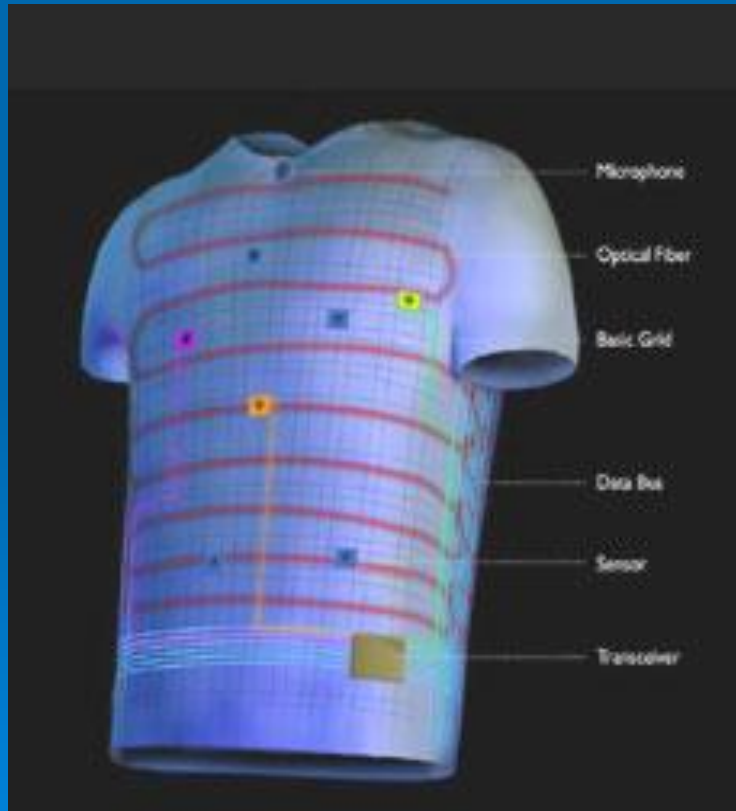 Microphone
Optical Fiber
Basic Grid
Data Bus
Sensor
Transceiver